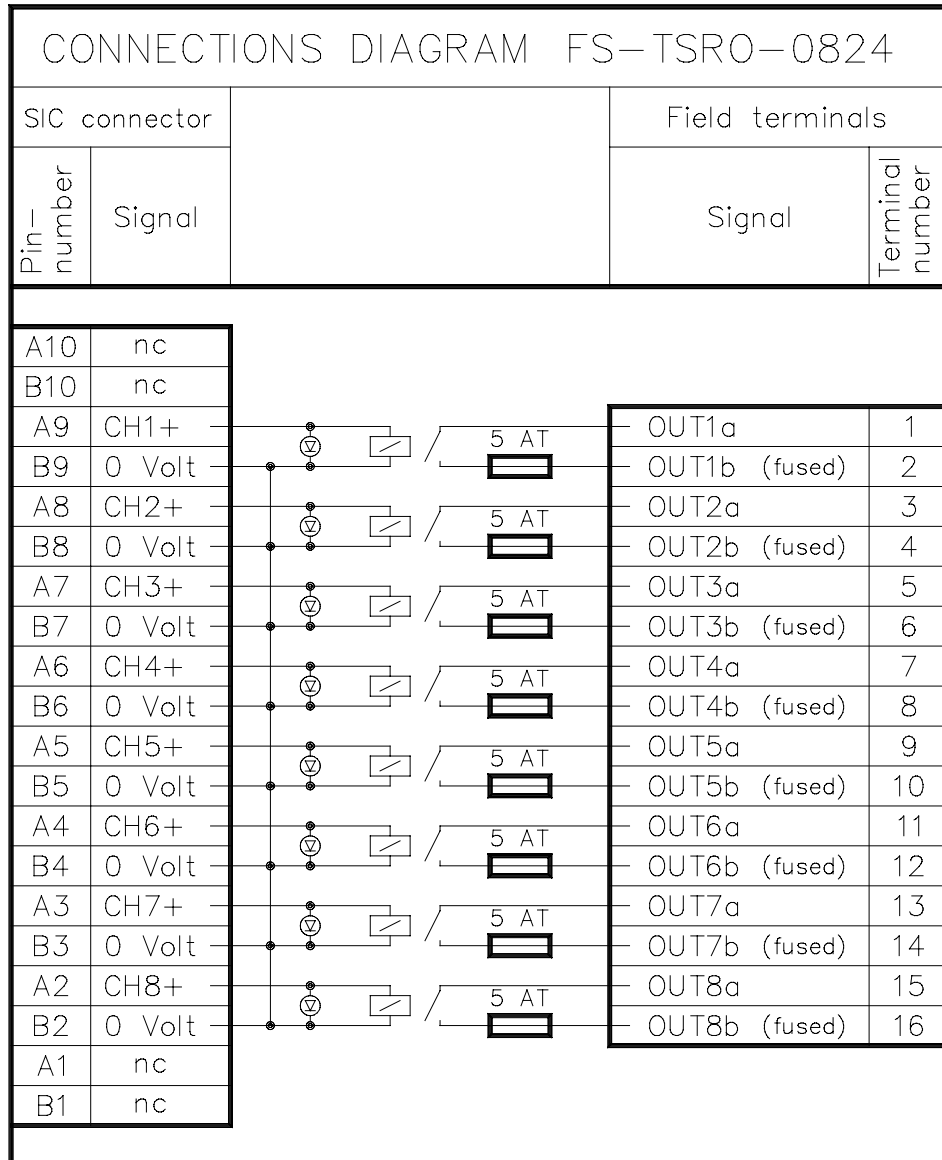 CONNECTIONS DIAGRAM FS-TSRO-0824
SIC connector
Field terminals
Pin-
number
Signal
Signal
Terminal
number
A10 nc
B10 nc
A9 CH1+ OUT1a 1
5 AT
B9 0 Volt OUT1b (fused) 2
A8 CH2+ OUT2a 3
5 AT
B8 0 Volt OUT2b (fused) 4
A7 CH3+ OUT3a 5
5 AT
B7 0 Volt OUT3b (fused) 6
A6 CH4+ OUT4a 7
5 AT
B6 0 Volt OUT4b (fused) 8
A5 CH5+ OUT5a 9
5 AT
B5 0 Volt OUT5b (fused) 10
A4 CH6+ OUT6a 11
5 AT
B4 0 Volt OUT6b (fused) 12
A3 CH7+ OUT7a 13
5 AT
B3 0 Volt OUT7b (fused) 14
A2 CH8+ OUT8a 15
5 AT
B2 0 Volt OUT8b (fused) 16
A1 nc
B1 nc